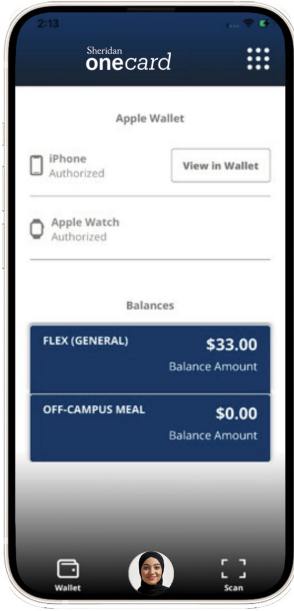 2:13
Sheridan
onecard
Apple Wallet
iPhone
Authorized
View in Wallet
Apple Watch
Authorized
Balances
FLEX (GENERAL)
$33.00
Balance Amount
OFF-CAMPUS MEAL
$0.00
Balance Amount
Wallet
Scan